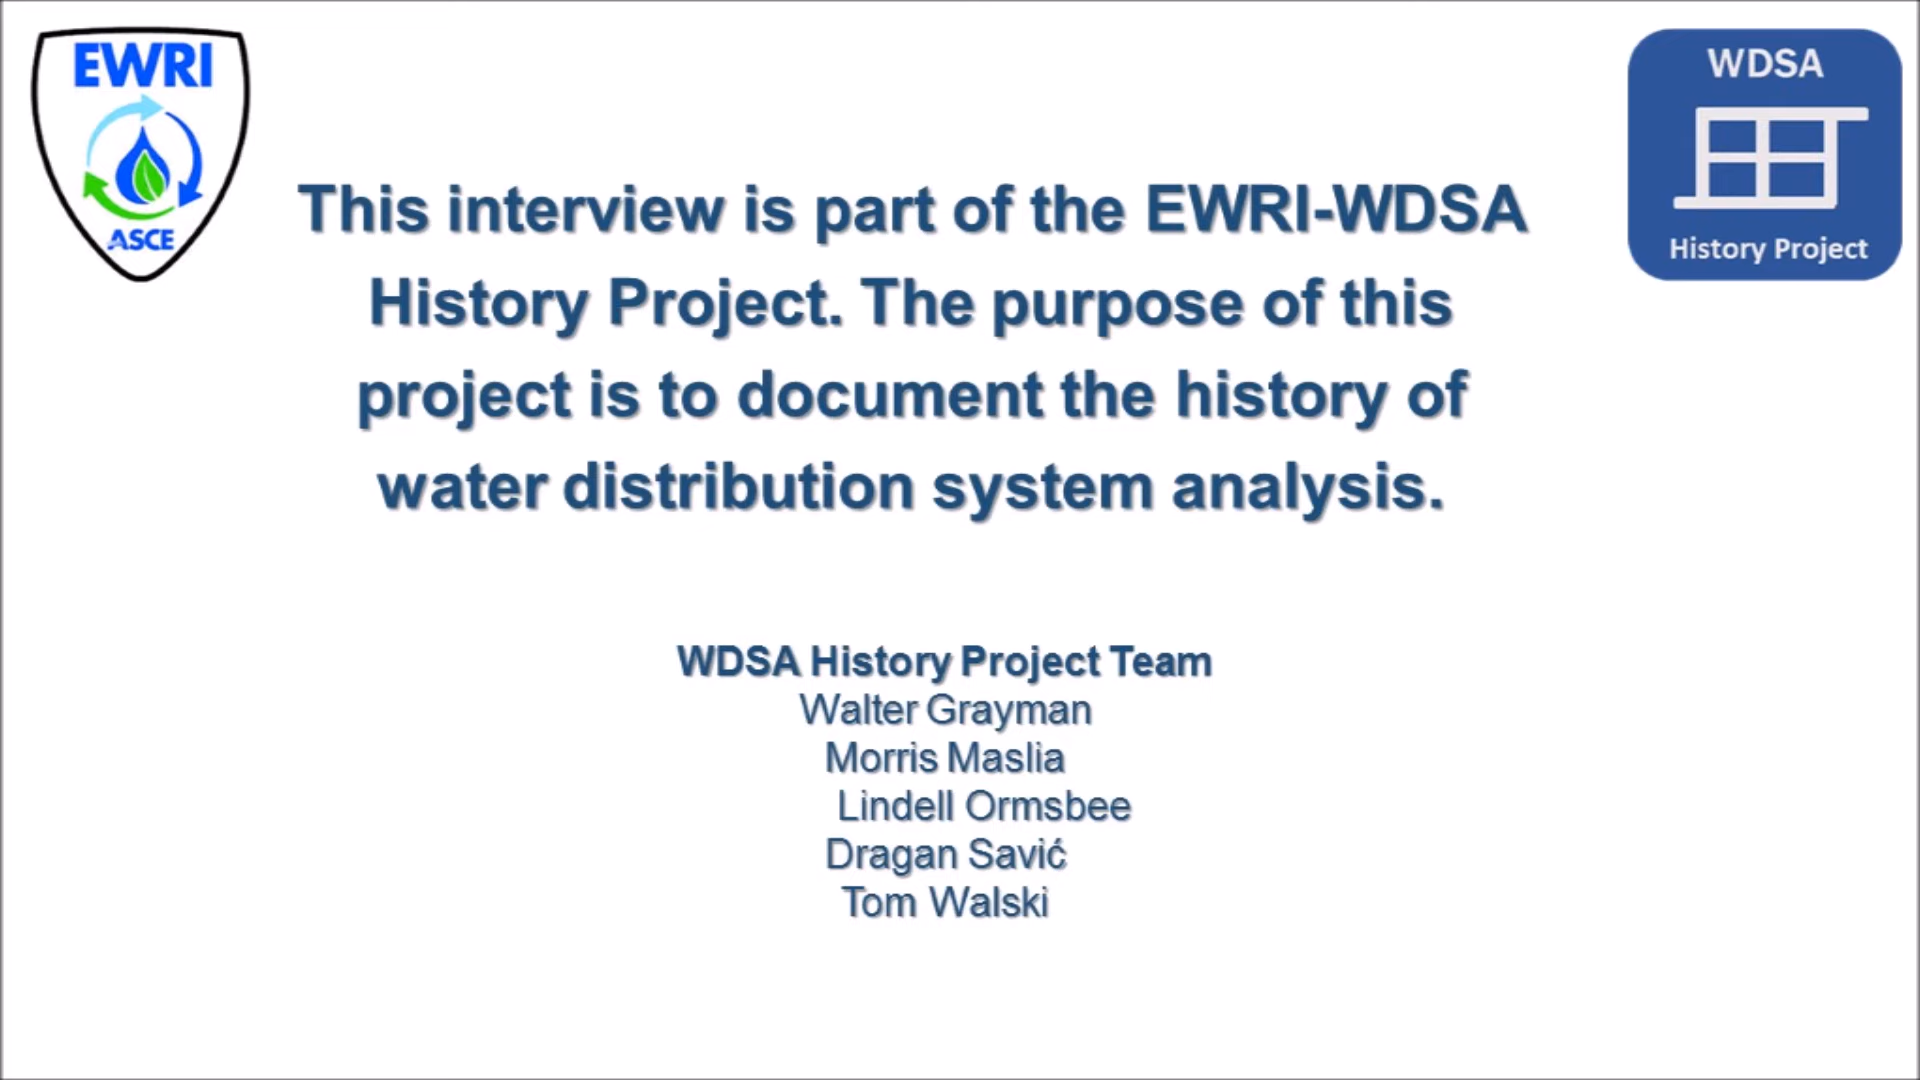 EWRI
ASCE
WDSA
History Project
This interview is part of the EWRI-WDSA
History Project. The purpose of this
project is to document the history of
water distribution system analysis.
WDSA History Project Team
Walter Grayman
Morris Maslia
Lindell Ormsbee
Dragan Savić
Tom Walski